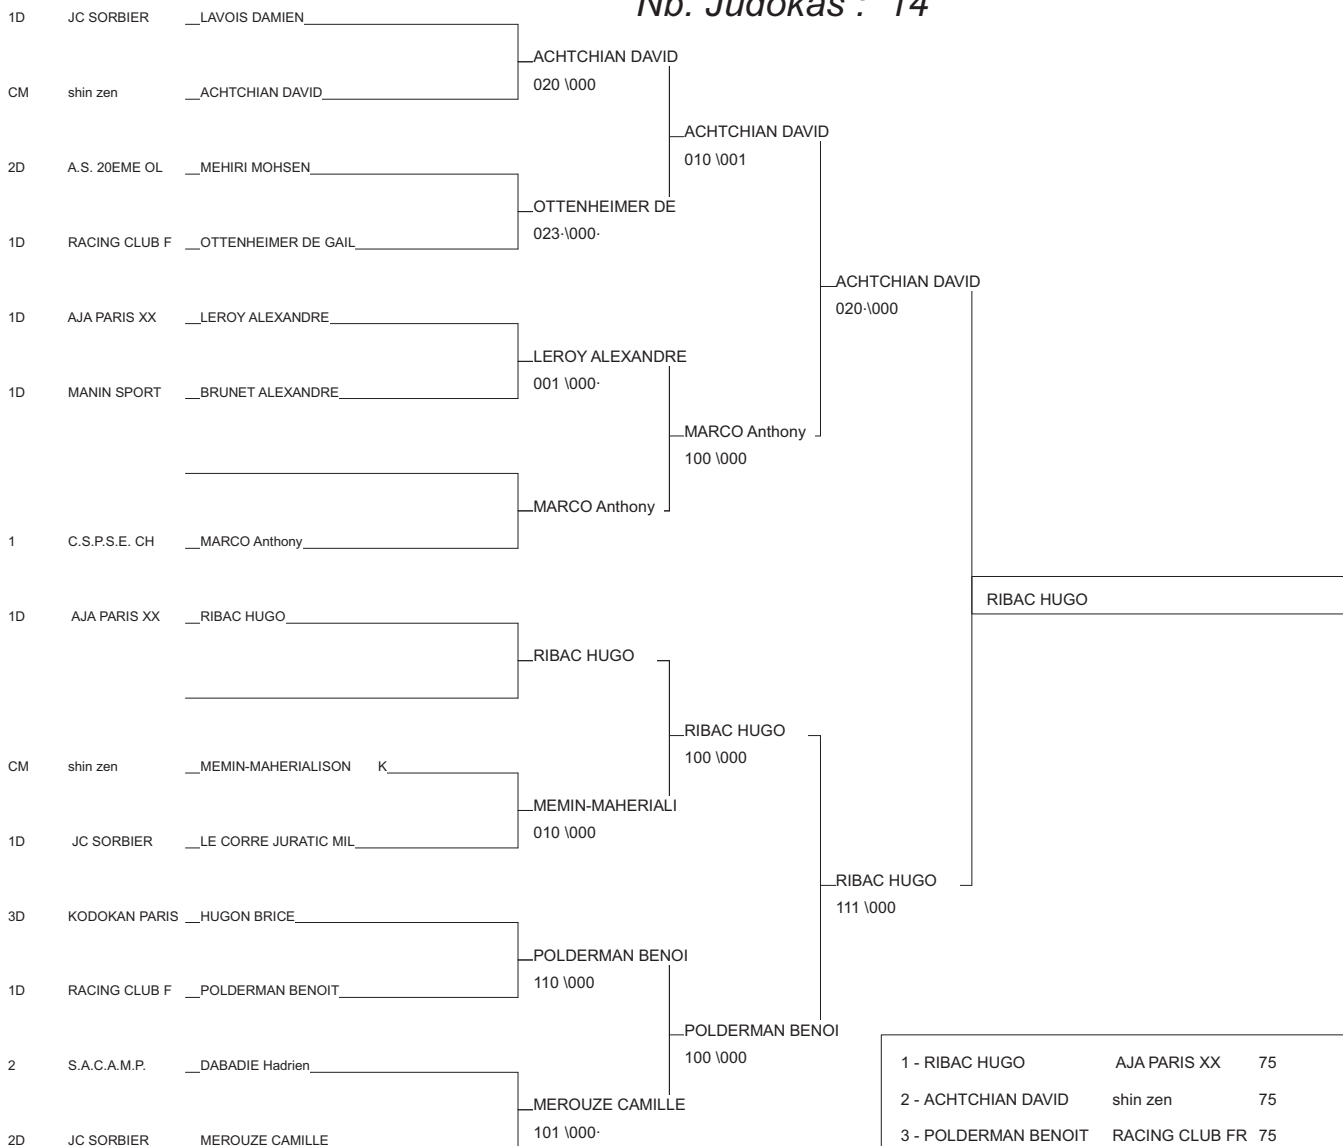 Nb. Judokas : 14
1D JC SORBIER LAVOIS DAMIEN
ACHTCHIAN DAVID
020 \000
CM shin zen ACHTCHIAN DAVID
ACHTCHIAN DAVID
010 \001
2D A.S. 20EME OL MEHIRI MOHSEN
OTTENHEIMER DE
023·\000·
1D RACING CLUB F OTTENHEIMER DE GAIL
ACHTCHIAN DAVID
020·\000
1D AJA PARIS XX LEROY ALEXANDRE
LEROY ALEXANDRE
001 \000·
1D MANIN SPORT BRUNET ALEXANDRE
MARCO Anthony
100 \000
MARCO Anthony
1 C.S.P.S.E. CH MARCO Anthony
RIBAC HUGO
1D AJA PARIS XX RIBAC HUGO
RIBAC HUGO
RIBAC HUGO
100 \000
CM shin zen MEMIN-MAHERIALISON K
MEMIN-MAHERIALI
010 \000
1D JC SORBIER LE CORRE JURATIC MIL
RIBAC HUGO
111 \000
3D KODOKAN PARIS HUGON BRICE
POLDERMAN BENOI
110 \000
1D RACING CLUB F POLDERMAN BENOIT
POLDERMAN BENOI
100 \000
2 S.A.C.A.M.P. DABADIE Hadrien
MEROUZE CAMILLE
101 \000·
2D JC SORBIER MEROUZE CAMILLE
1 - RIBAC HUGO AJA PARIS XX 75
2 - ACHTCHIAN DAVID shin zen 75
3 - POLDERMAN BENOIT RACING CLUB FR 75